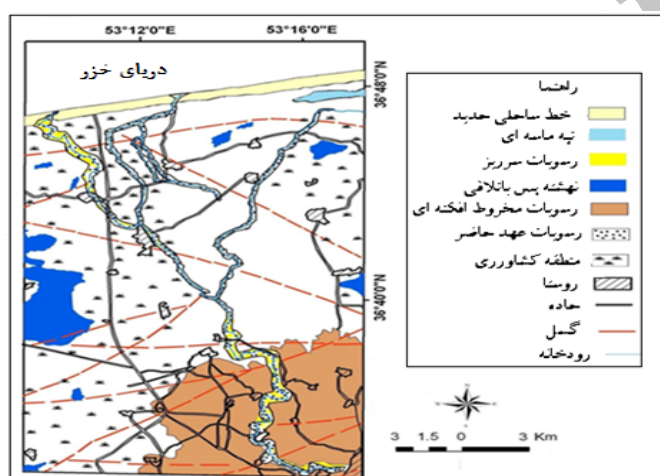 53°12'0"E 53°16'0"E
دریای خزر
36°48'0"N
36°40'0"N
راهنما
خط ساحلی جدید
تپه ماسه ای
رسوبات سرریز
نهشته پس باتلاقی
رسوبات مخروط افکنه ای
رسوبات عهد حاضر
منطقه کشاورزی
روستا
جاده
گسل
رودخانه
3 1.5 0 3 Km